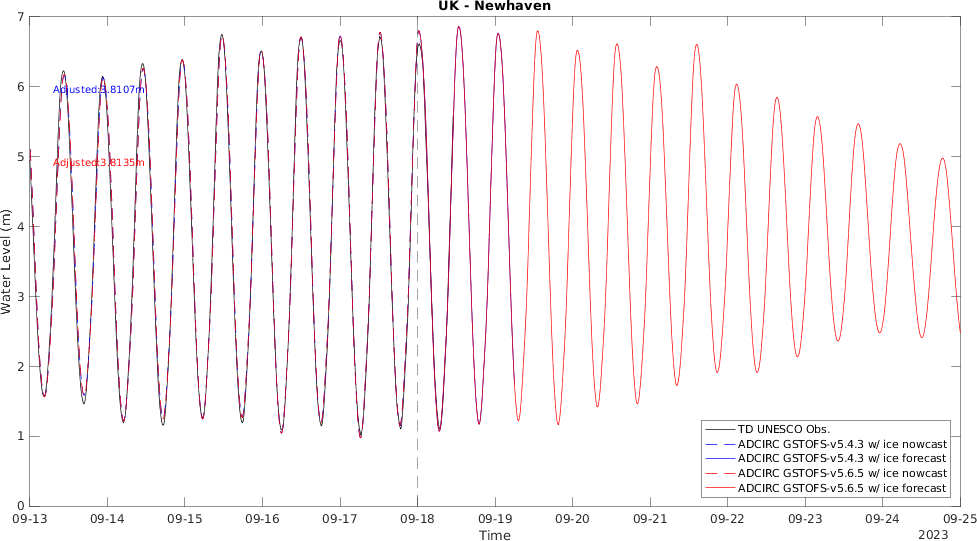 UK - Newhaven
7
6
5
4
3
2
1
0
Water Level (m)
Adjusted:3.8107m
Adjusted:3.8135m
TD UNESCO Obs.
ADCIRC GSTOFS-v5.4.3 w/ ice nowcast
ADCIRC GSTOFS-v5.4.3 w/ ice forecast
ADCIRC GSTOFS-v5.6.5 w/ ice nowcast
ADCIRC GSTOFS-v5.6.5 w/ ice forecast
09-13 09-14 09-15 09-16 09-17 09-18 09-19 09-20 09-21 09-22 09-23 09-24 09-25
Time
2023